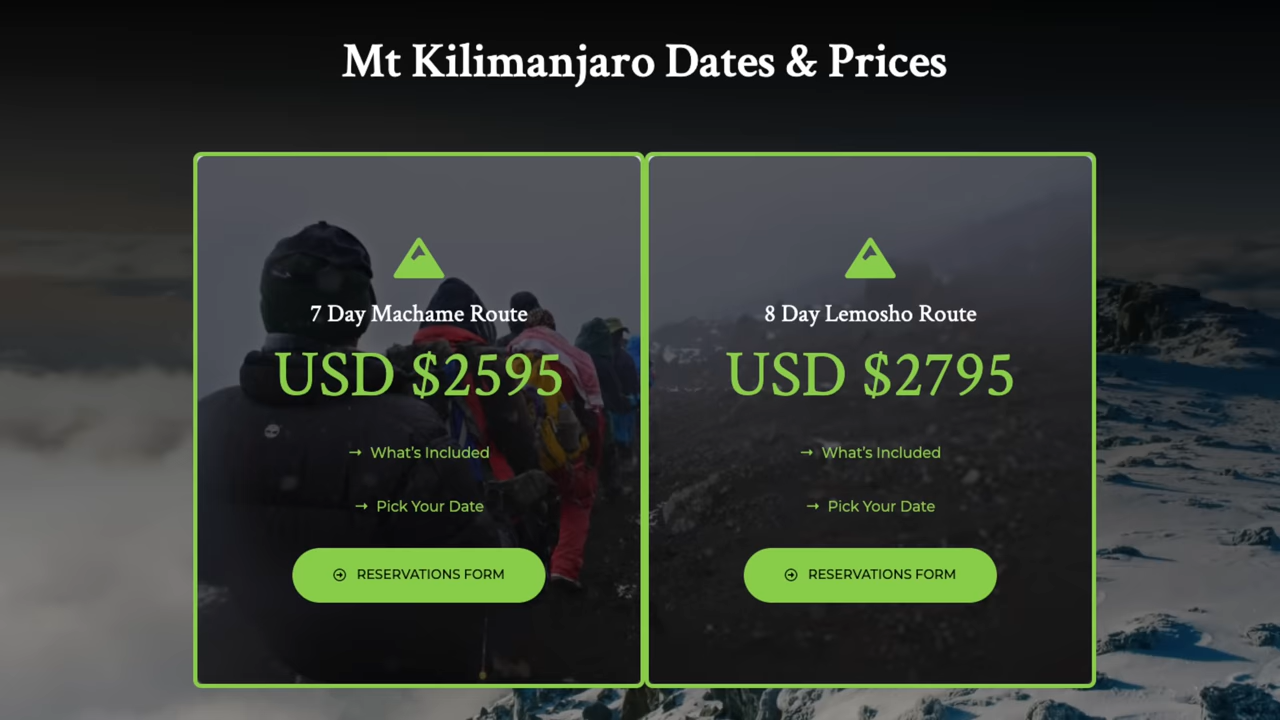 Mt Kilimanjaro Dates & Prices
7 Day Machame Route
USD $2595
→ What's Included
→ Pick Your Date
RESERVATIONS FORM
8 Day Lemosho Route
USD $2795
→ What's Included
→ Pick Your Date
RESERVATIONS FORM